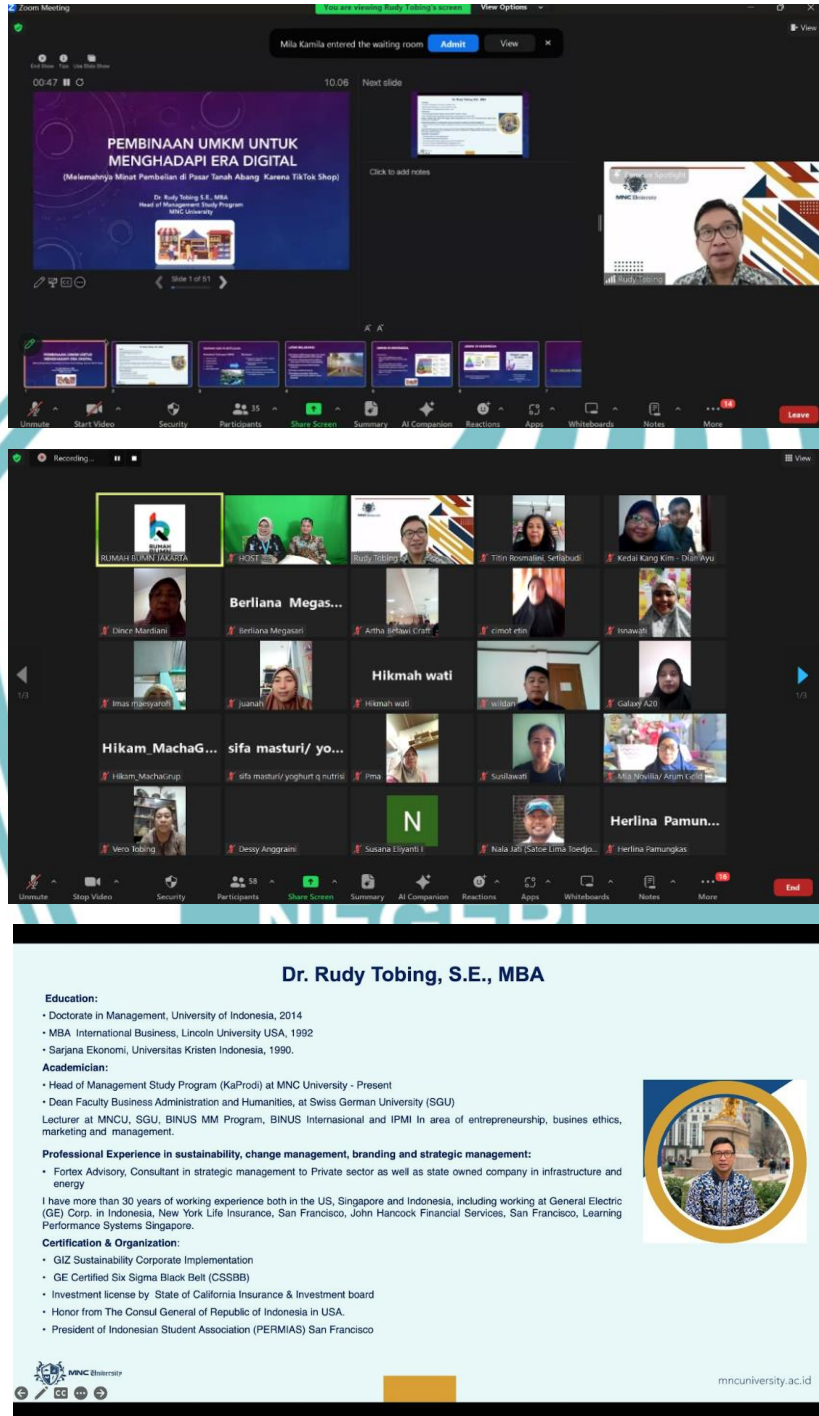 Zoom Meeting
You are viewing Rudy Tobing's screen
View Options
View
Mila Kamila entered the waiting room
Admit
View
End Show
Tips
Use Slide Show
00:47
10.06
Next slide
PEMBINAAN UMKM UNTUK
MENGHADAPI ERA DIGITAL
(Melemahnya Minat Pembelian di Pasar Tanah Abang Karena TikTok Shop)
Dr. Rudy Tobing S.E., MBA
Head of Management Study Program
MNC University
Click to add notes
MNC University
Rudy Tobing
Slide 1 of 51
Unmute
Start Video
Security
Participants
35
Share Screen
Summary
AI Companion
Reactions
Apps
Whiteboards
Notes
More
14
Leave
Recording...
View
RUMAH
BUMN
RUMAH BUMN JAKARTA
HOST
Rudy Tobing
Titin Rosmalini, Setiabudi
Kedai Kang Kim - Dian Ayu
Dince Mardiani
Berliana Megas...
Berliana Megasari
Artha Betawi Craft
cimot etin
Isnawati
1/3
Imas maesyaroh
juanah
Hikmah wati
Hikmah wati
wildan
Galaxy A20
1/3
Hikam_MachaG...
Hikam_MachaGrup
sifa masturi/ yo...
sifa masturi/ yoghurt q nutrisi
Pma
Susilawati
Mia Novilia/ Arum Gold
Vero Tobing
Dessy Anggraini
N
Susana Eliyanti
Nala Jati (Satoe Lima Toedjo...
Herlina Pamun...
Herlina Pamungkas
Unmute
Stop Video
Security
Participants
58
Share Screen
Summary
AI Companion
Reactions
Apps
Whiteboards
Notes
More
16
End
NEGERI
Dr. Rudy Tobing, S.E., MBA
Education:
• Doctorate in Management, University of Indonesia, 2014
• MBA International Business, Lincoln University USA, 1992
• Sarjana Ekonomi, Universitas Kristen Indonesia, 1990.
Academician:
• Head of Management Study Program (KaProdi) at MNC University - Present
• Dean Faculty Business Administration and Humanities, at Swiss German University (SGU)
Lecturer at MNCU, SGU, BINUS MM Program, BINUS Internasional and IPMI In area of entrepreneurship, busines ethics,
marketing and management.
Professional Experience in sustainability, change management, branding and strategic management:
• Fortex Advisory, Consultant in strategic management to Private sector as well as state owned company in infrastructure and
energy
I have more than 30 years of working experience both in the US, Singapore and Indonesia, including working at General Electric
(GE) Corp. in Indonesia, New York Life Insurance, San Francisco, John Hancock Financial Services, San Francisco, Learning
Performance Systems Singapore.
Certification & Organization:
• GIZ Sustainability Corporate Implementation
• GE Certified Six Sigma Black Belt (CSSBB)
• Investment license by State of California Insurance & Investment board
• Honor from The Consul General of Republic of Indonesia in USA.
• President of Indonesian Student Association (PERMIAS) San Francisco
MNC University
mncuniversity.ac.id